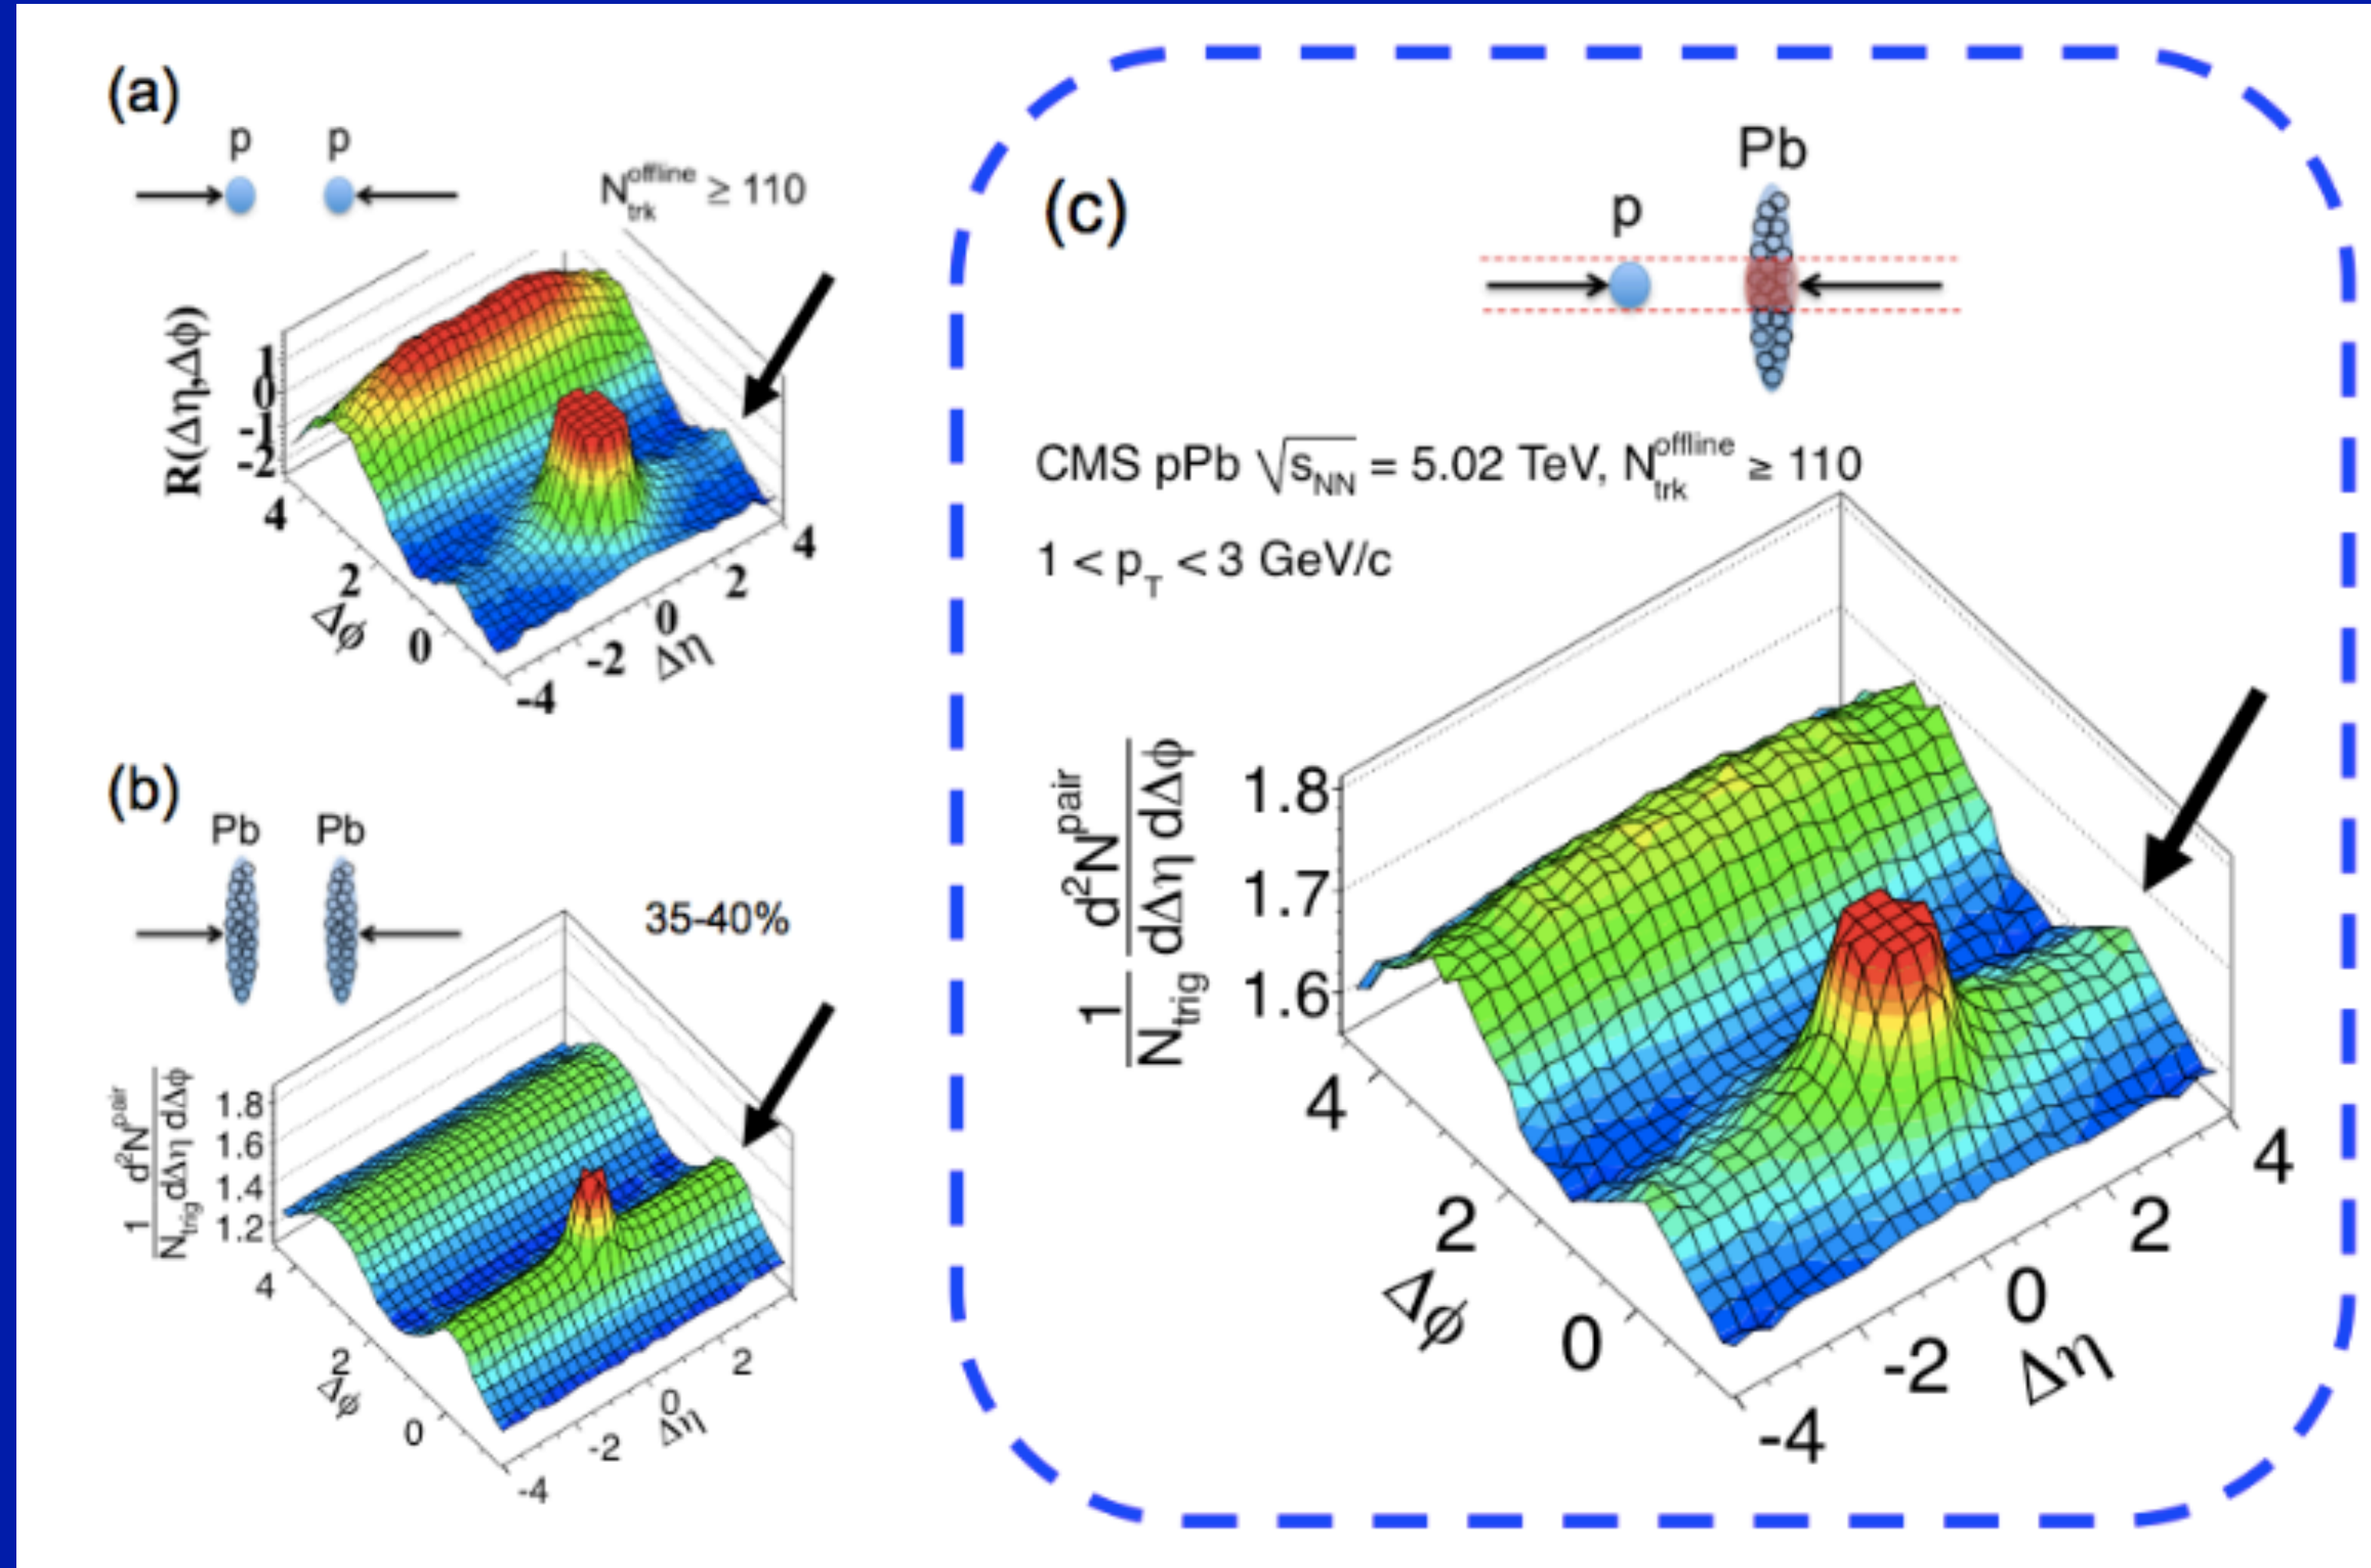 (a)
p p
N_trk^offline ≥ 110
R(Δη,Δφ)
1
0
-1
-2
4
2
0
Δφ
-4
-2
0
2
4
Δη
(b)
Pb Pb
35-40%
1/N_trig d²N^pair/dΔη dΔφ
1.8
1.6
1.4
1.2
4
2
0
Δφ
-4
-2
0
2
Δη
(c)
Pb
p
CMS pPb √s_NN = 5.02 TeV, N_trk^offline ≥ 110
1 < p_T < 3 GeV/c
1/N_trig d²N^pair/dΔη dΔφ
1.8
1.7
1.6
4
2
0
Δφ
-4
-2
0
2
4
Δη